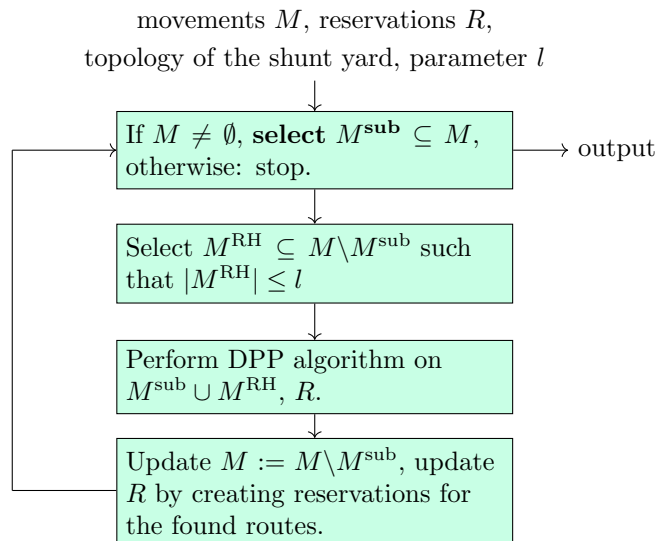 movements M, reservations R,
topology of the shunt yard, parameter l
If M ≠ ∅, select M^sub ⊆ M,
otherwise: stop.
output
Select M^RH ⊆ M\M^sub such
that |M^RH| ≤ l
Perform DPP algorithm on
M^sub ∪ M^RH, R.
Update M := M\M^sub, update
R by creating reservations for
the found routes.